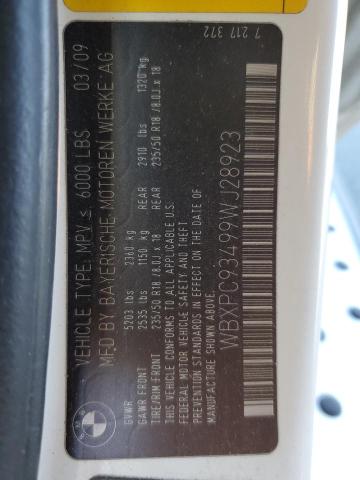 7 217 372
VEHICLE TYPE: MPV ≤ 6000 LBS 03/09
MFD BY BAYERISCHE MOTOREN WERKE AG
GVWR 5203 lbs 2360 kg
GAWR FRONT 2535 lbs 1150 kg REAR 2910 lbs 1320 kg
TIRE/RIM FRONT 235/50 R18 /8.0J x 18 REAR 235/50 R18 /8.0J x 18
THIS VEHICLE CONFORMS TO ALL APPLICABLE U.S.
FEDERAL MOTOR VEHICLE SAFETY AND THEFT
PREVENTION STANDARDS IN EFFECT ON THE DATE OF
MANUFACTURE SHOWN ABOVE.
WBXPC93499WJ28923